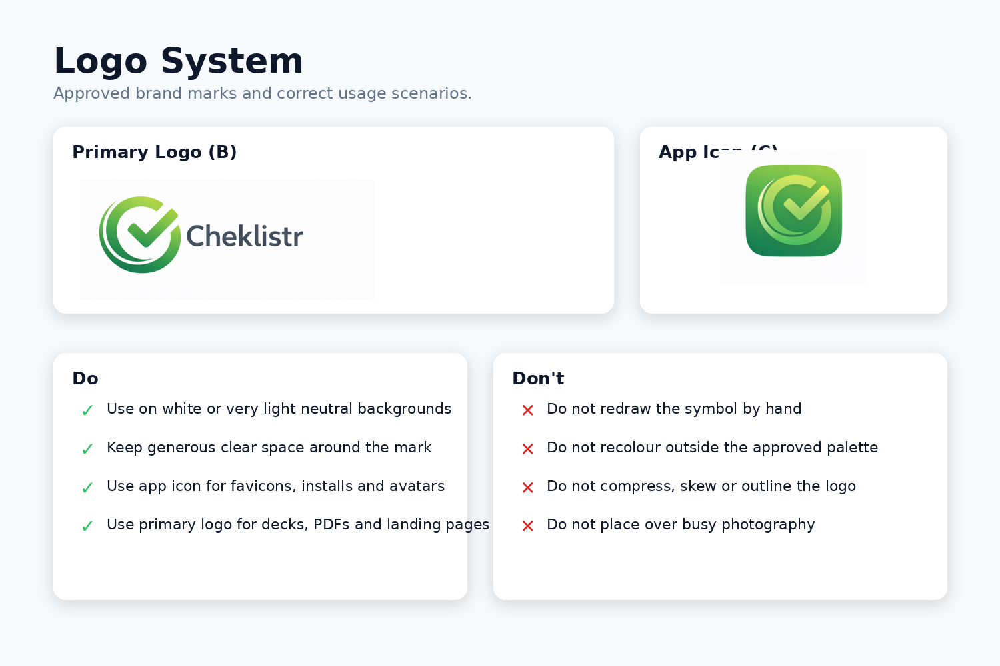 Logo System
Approved brand marks and correct usage scenarios.
Primary Logo (B)
Cheklistr
App Icon (C)
Do
✓ Use on white or very light neutral backgrounds
✓ Keep generous clear space around the mark
✓ Use app icon for favicons, installs and avatars
✓ Use primary logo for decks, PDFs and landing pages
Don't
✕ Do not redraw the symbol by hand
✕ Do not recolour outside the approved palette
✕ Do not compress, skew or outline the logo
✕ Do not place over busy photography